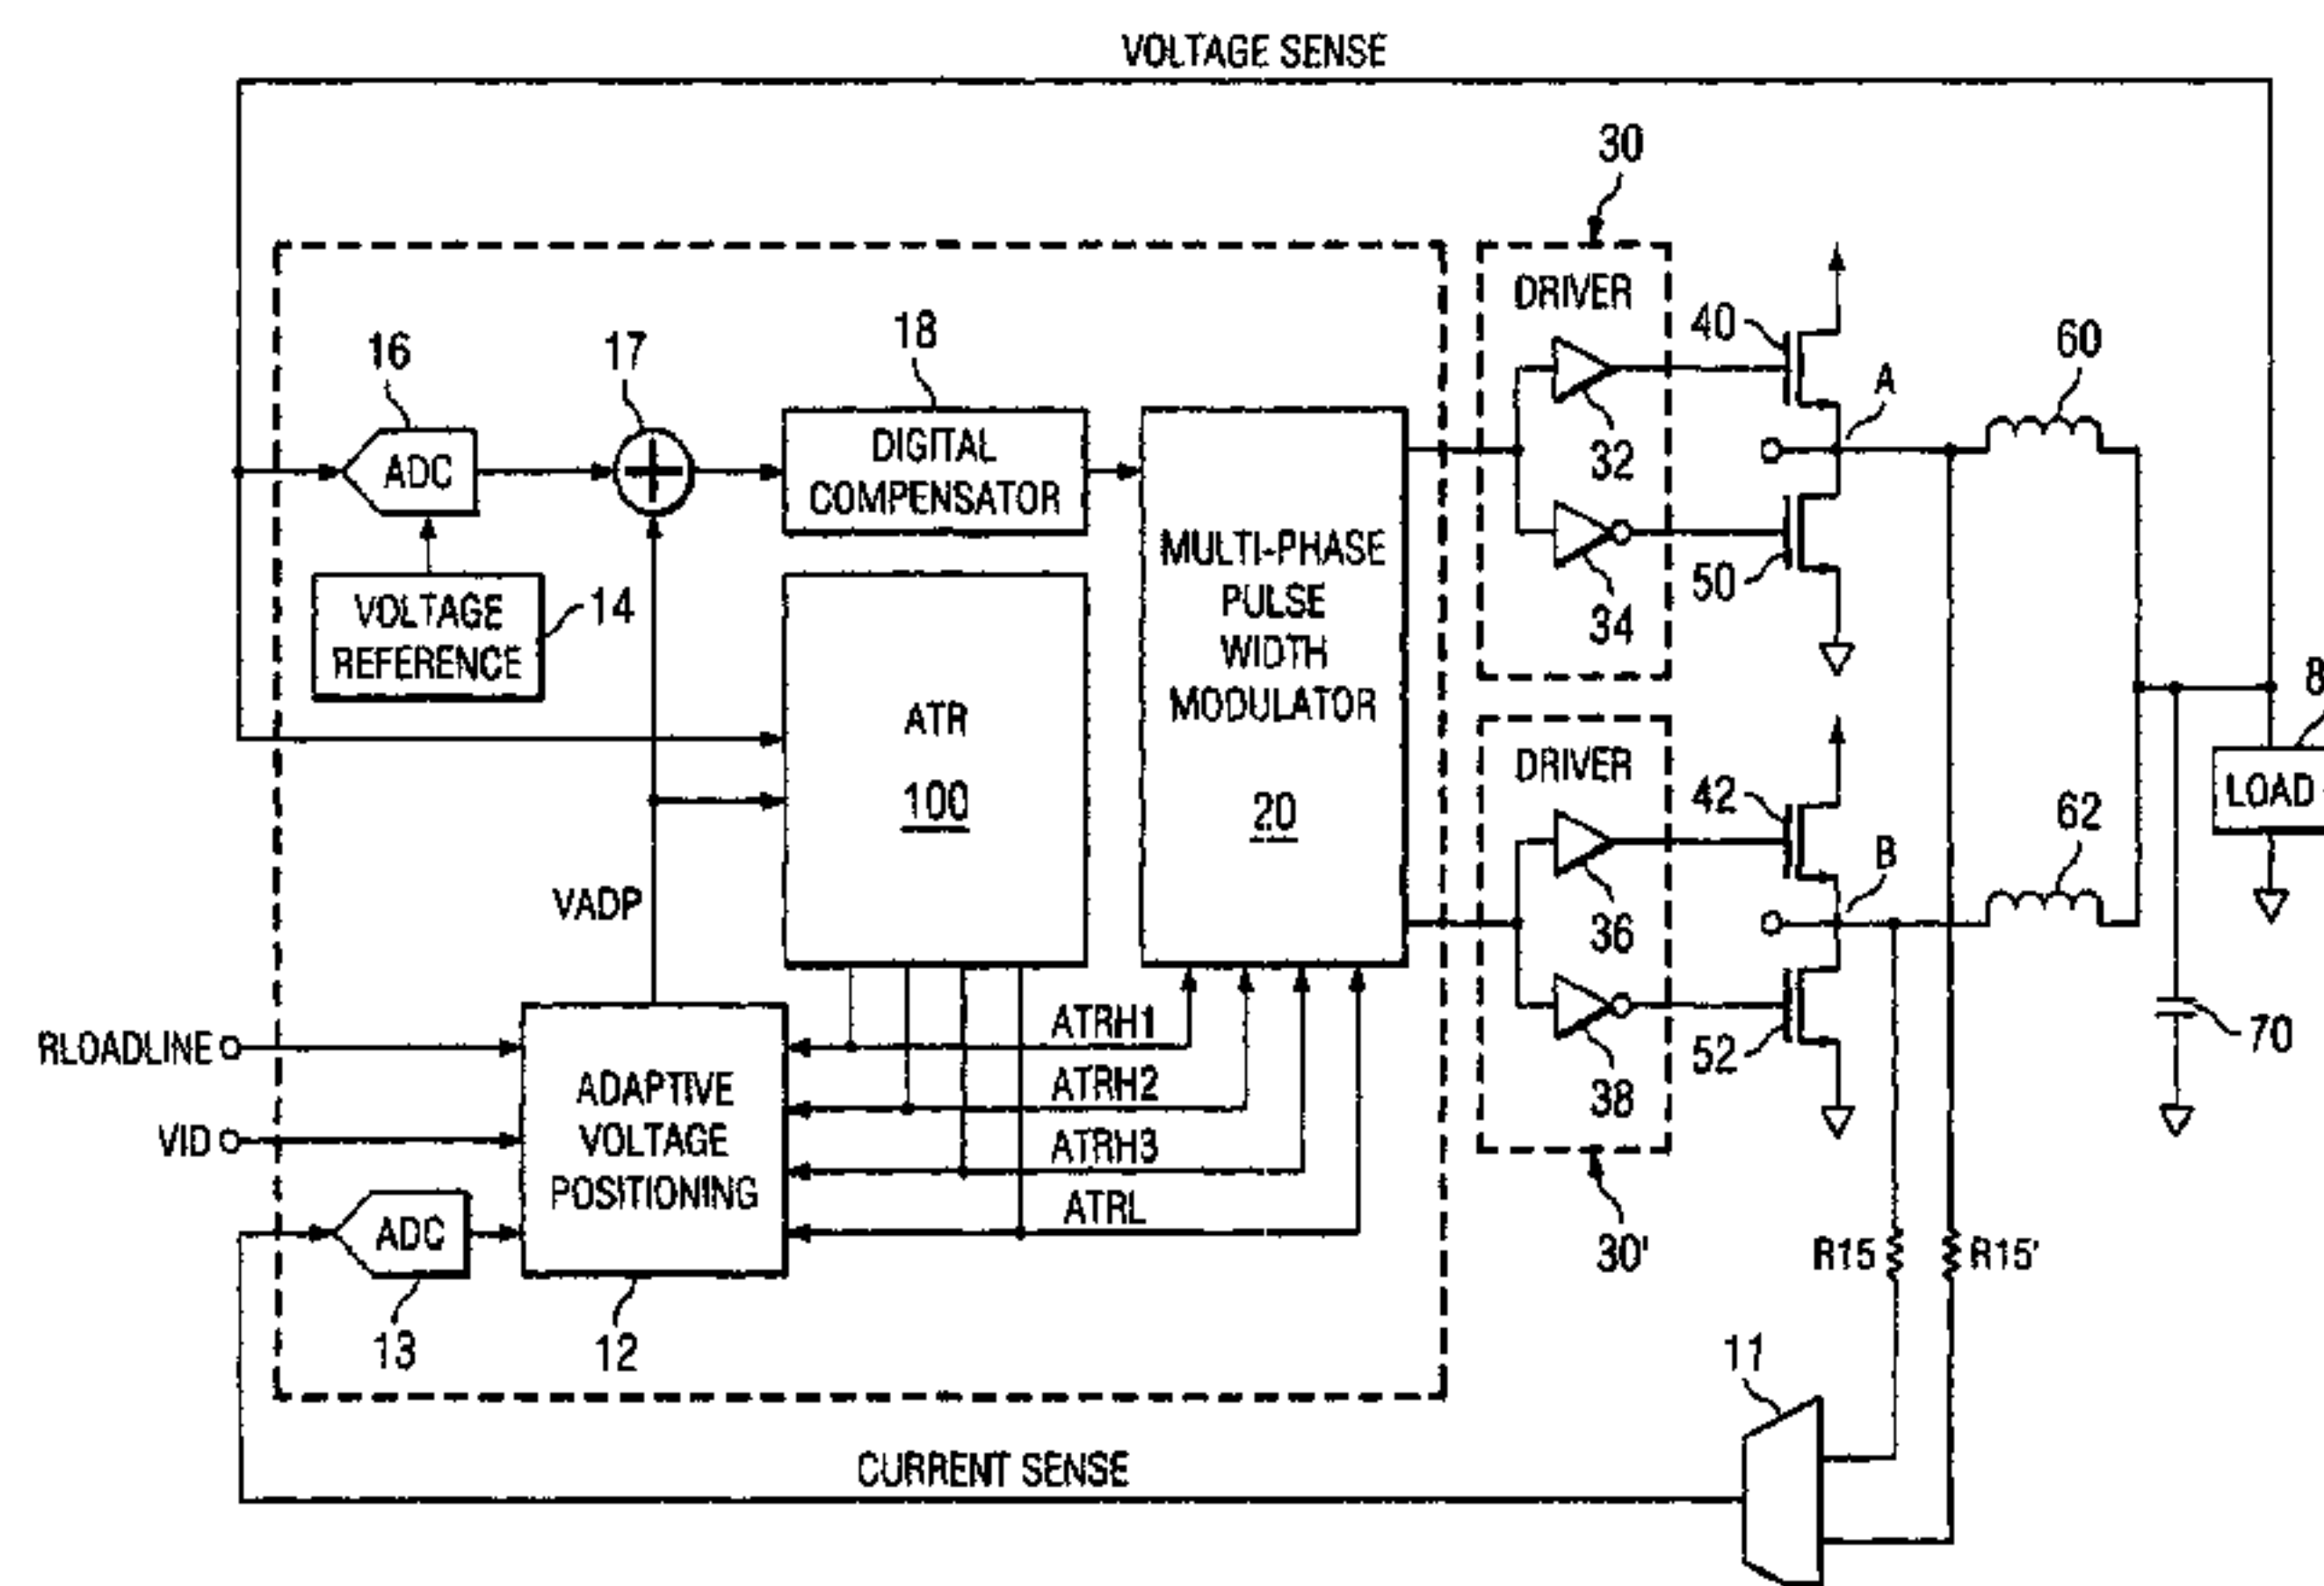 VOLTAGE SENSE
30
DRIVER
16
17
18
40
A
60
ADC
DIGITAL
COMPENSATOR
32
MULTI-PHASE
PULSE
WIDTH
MODULATOR
20
50
34
VOLTAGE
REFERENCE
14
ATR
100
DRIVER
42
B
62
LOAD
8
36
VADP
52
38
30'
70
RLOADLINE
VID
ADAPTIVE
VOLTAGE
POSITIONING
ATRH1
ATRH2
ATRH3
ATRL
ADC
13
12
R15
R15'
11
CURRENT SENSE